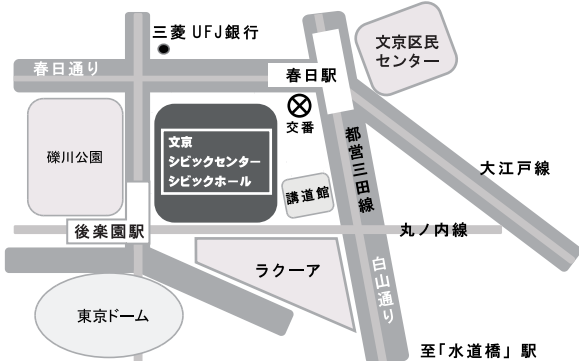 三菱UFJ銀行
文京区民
センター
春日通り
春日駅
交番
文京
シビックセンター
シビックホール
礫川公園
都営三田線
大江戸線
講道館
後楽園駅
丸ノ内線
ラクーア
白山通り
東京ドーム
至「水道橋」駅